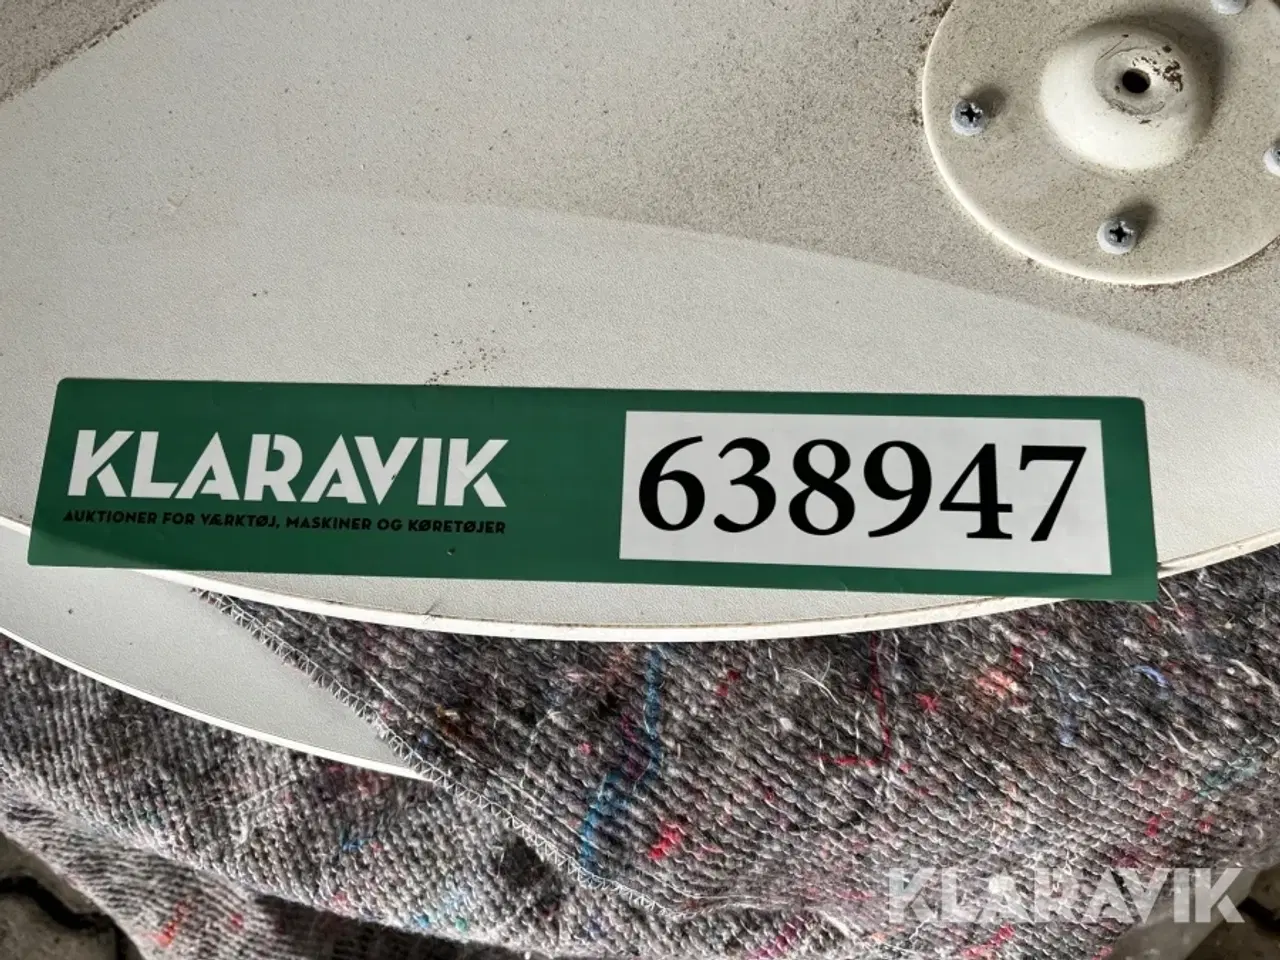 KLARAVIK
AUKTIONER FOR VÆRKTØJ, MASKINER OG KØRETØJER
638947
KLARAVIK